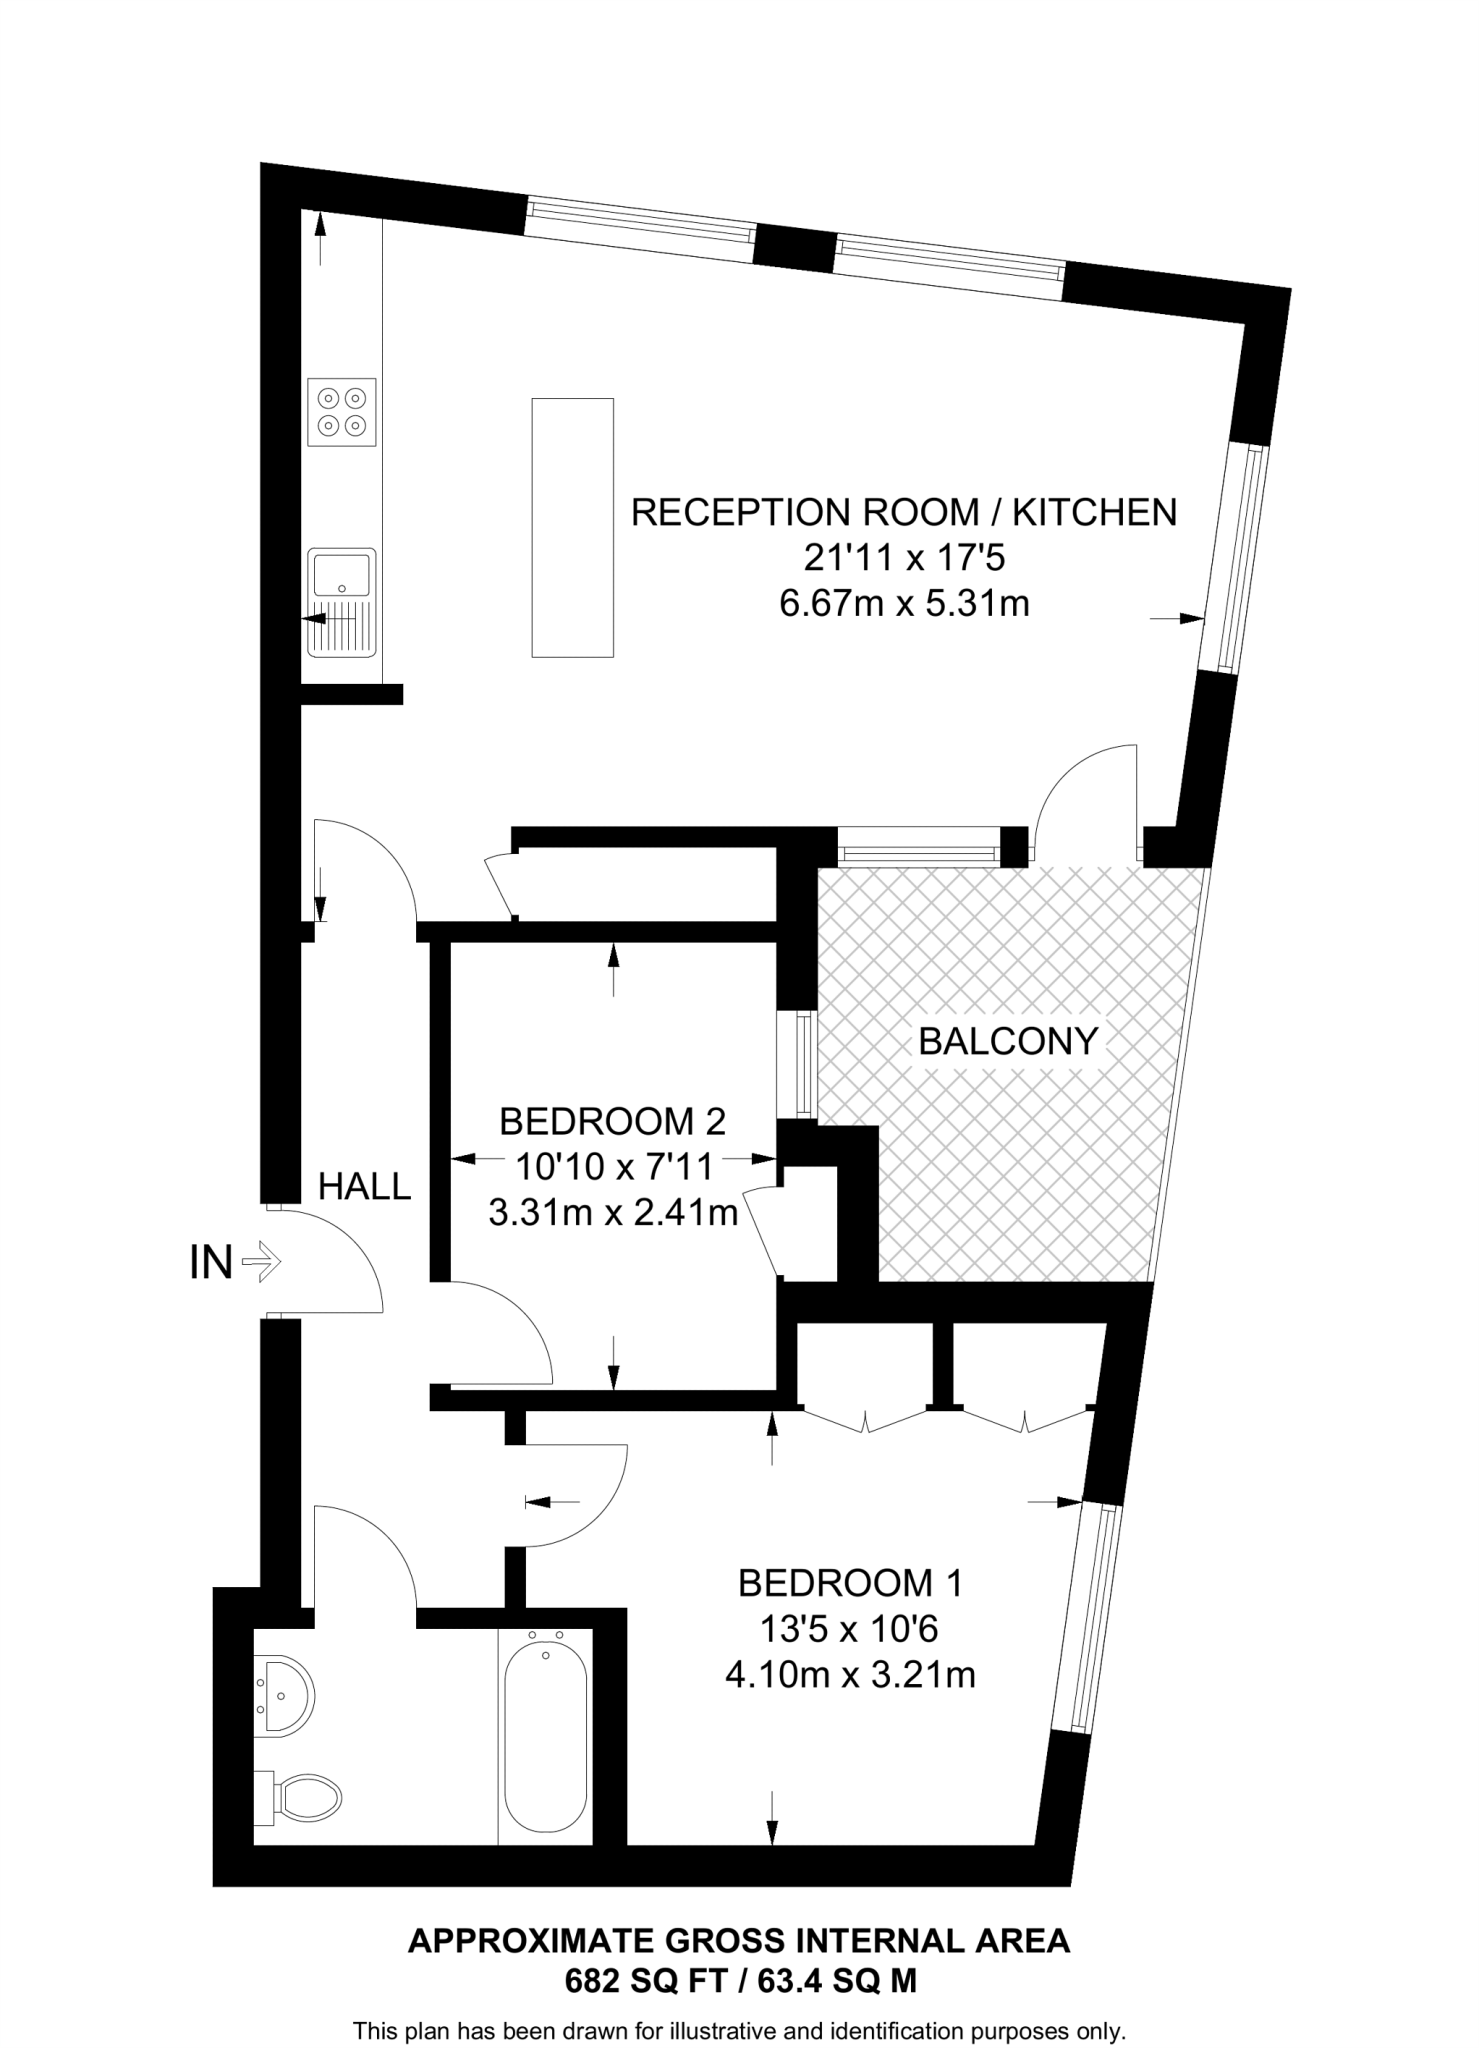 RECEPTION ROOM / KITCHEN
21'11 x 17'5
6.67m x 5.31m
BALCONY
BEDROOM 2
10'10 x 7'11
3.31m x 2.41m
HALL
IN
BEDROOM 1
13'5 x 10'6
4.10m x 3.21m
APPROXIMATE GROSS INTERNAL AREA
682 SQ FT / 63.4 SQ M
This plan has been drawn for illustrative and identification purposes only.